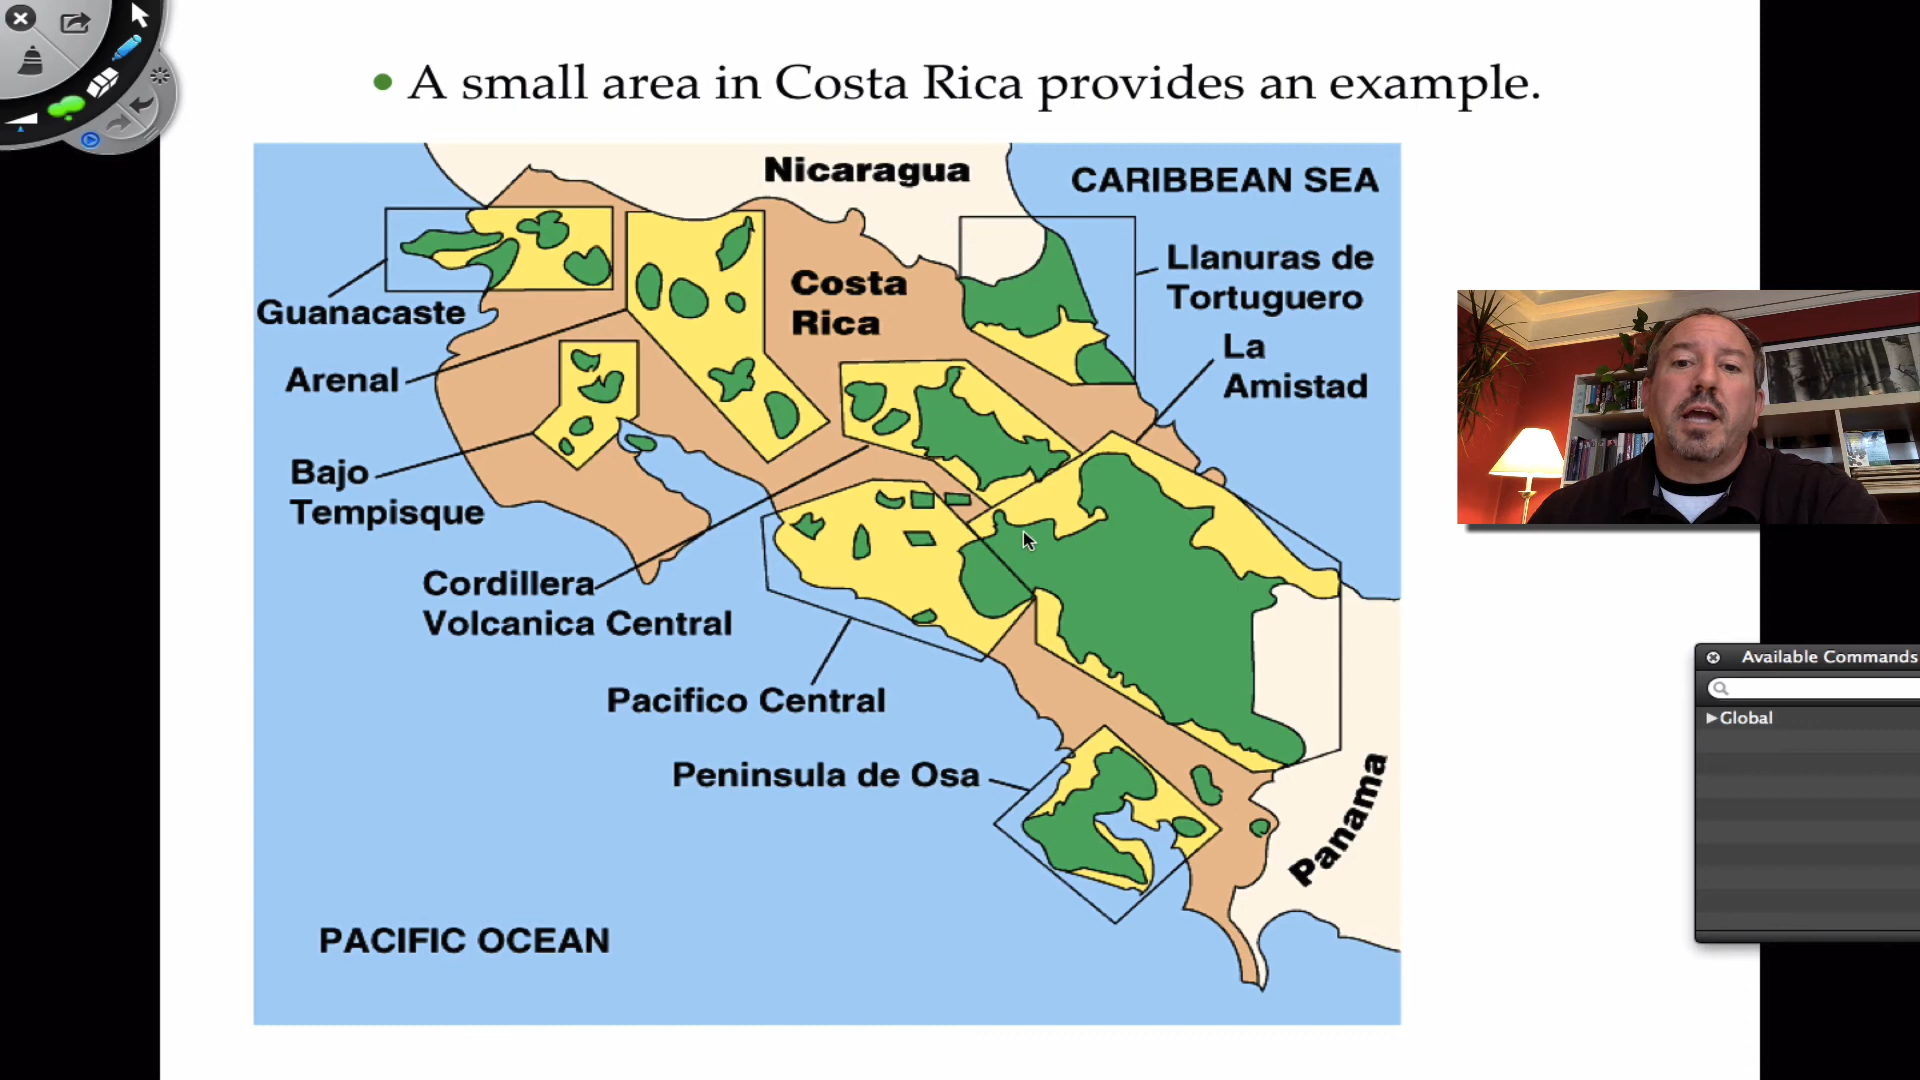 • A small area in Costa Rica provides an example.
Nicaragua
CARIBBEAN SEA
Costa
Rica
Llanuras de
Tortuguero
Guanacaste
La
Amistad
Arenal
Bajo
Tempisque
Cordillera
Volcanica Central
Pacifico Central
Peninsula de Osa
Panama
PACIFIC OCEAN
Available Commands
Global